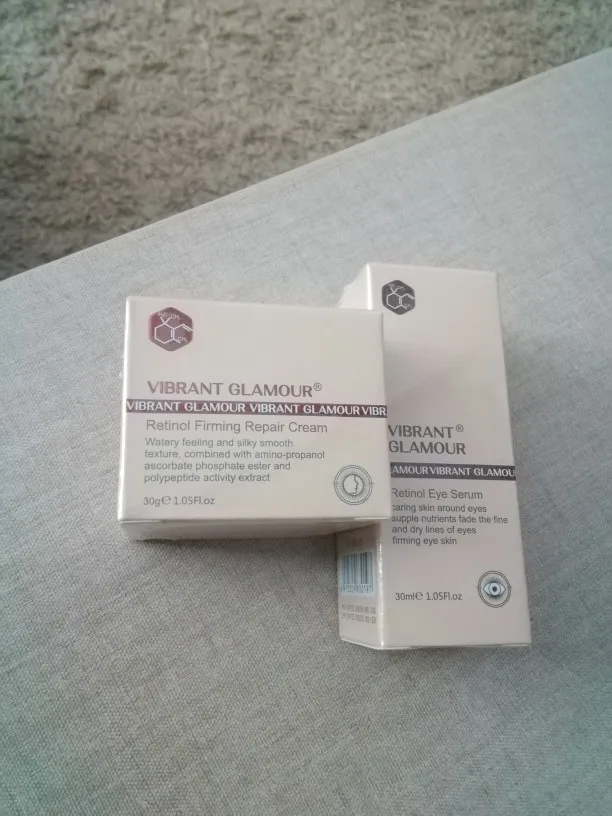 VIBRANT GLAMOUR®
VIBRANT GLAMOUR VIBRANT GLAMOUR VIBR
Retinol Firming Repair Cream
Watery feeling and silky smooth
texture, combined with amino-propanol
ascorbate phosphate ester and
polypeptide activity extract
30g℮ 1.05Fl.oz
VIBRANT®
GLAMOUR
AMOUR VIBRANT GLAMOU
Retinol Eye Serum
caring skin around eyes
supple nutrients fade the fine
and dry lines of eyes
firming eye skin
30ml℮ 1.05Fl.oz